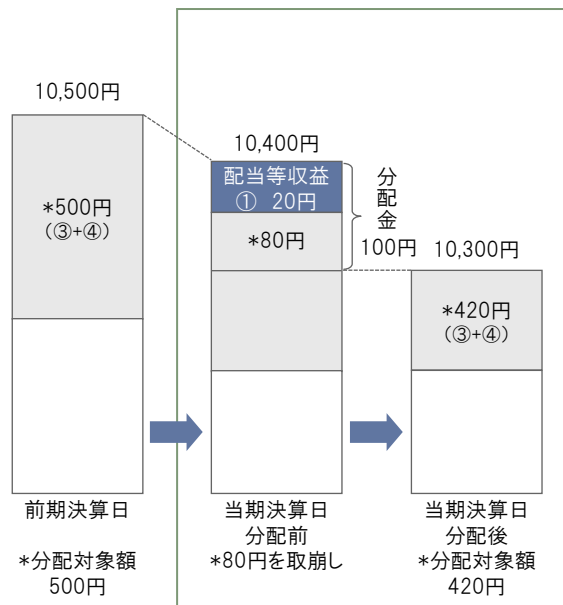 10,500円
*500円
(③+④)
前期決算日
*分配対象額
500円
10,400円
配当等収益
① 20円
*80円
分配金
100円
当期決算日
分配前
*80円を取崩し
10,300円
*420円
(③+④)
当期決算日
分配後
*分配対象額
420円